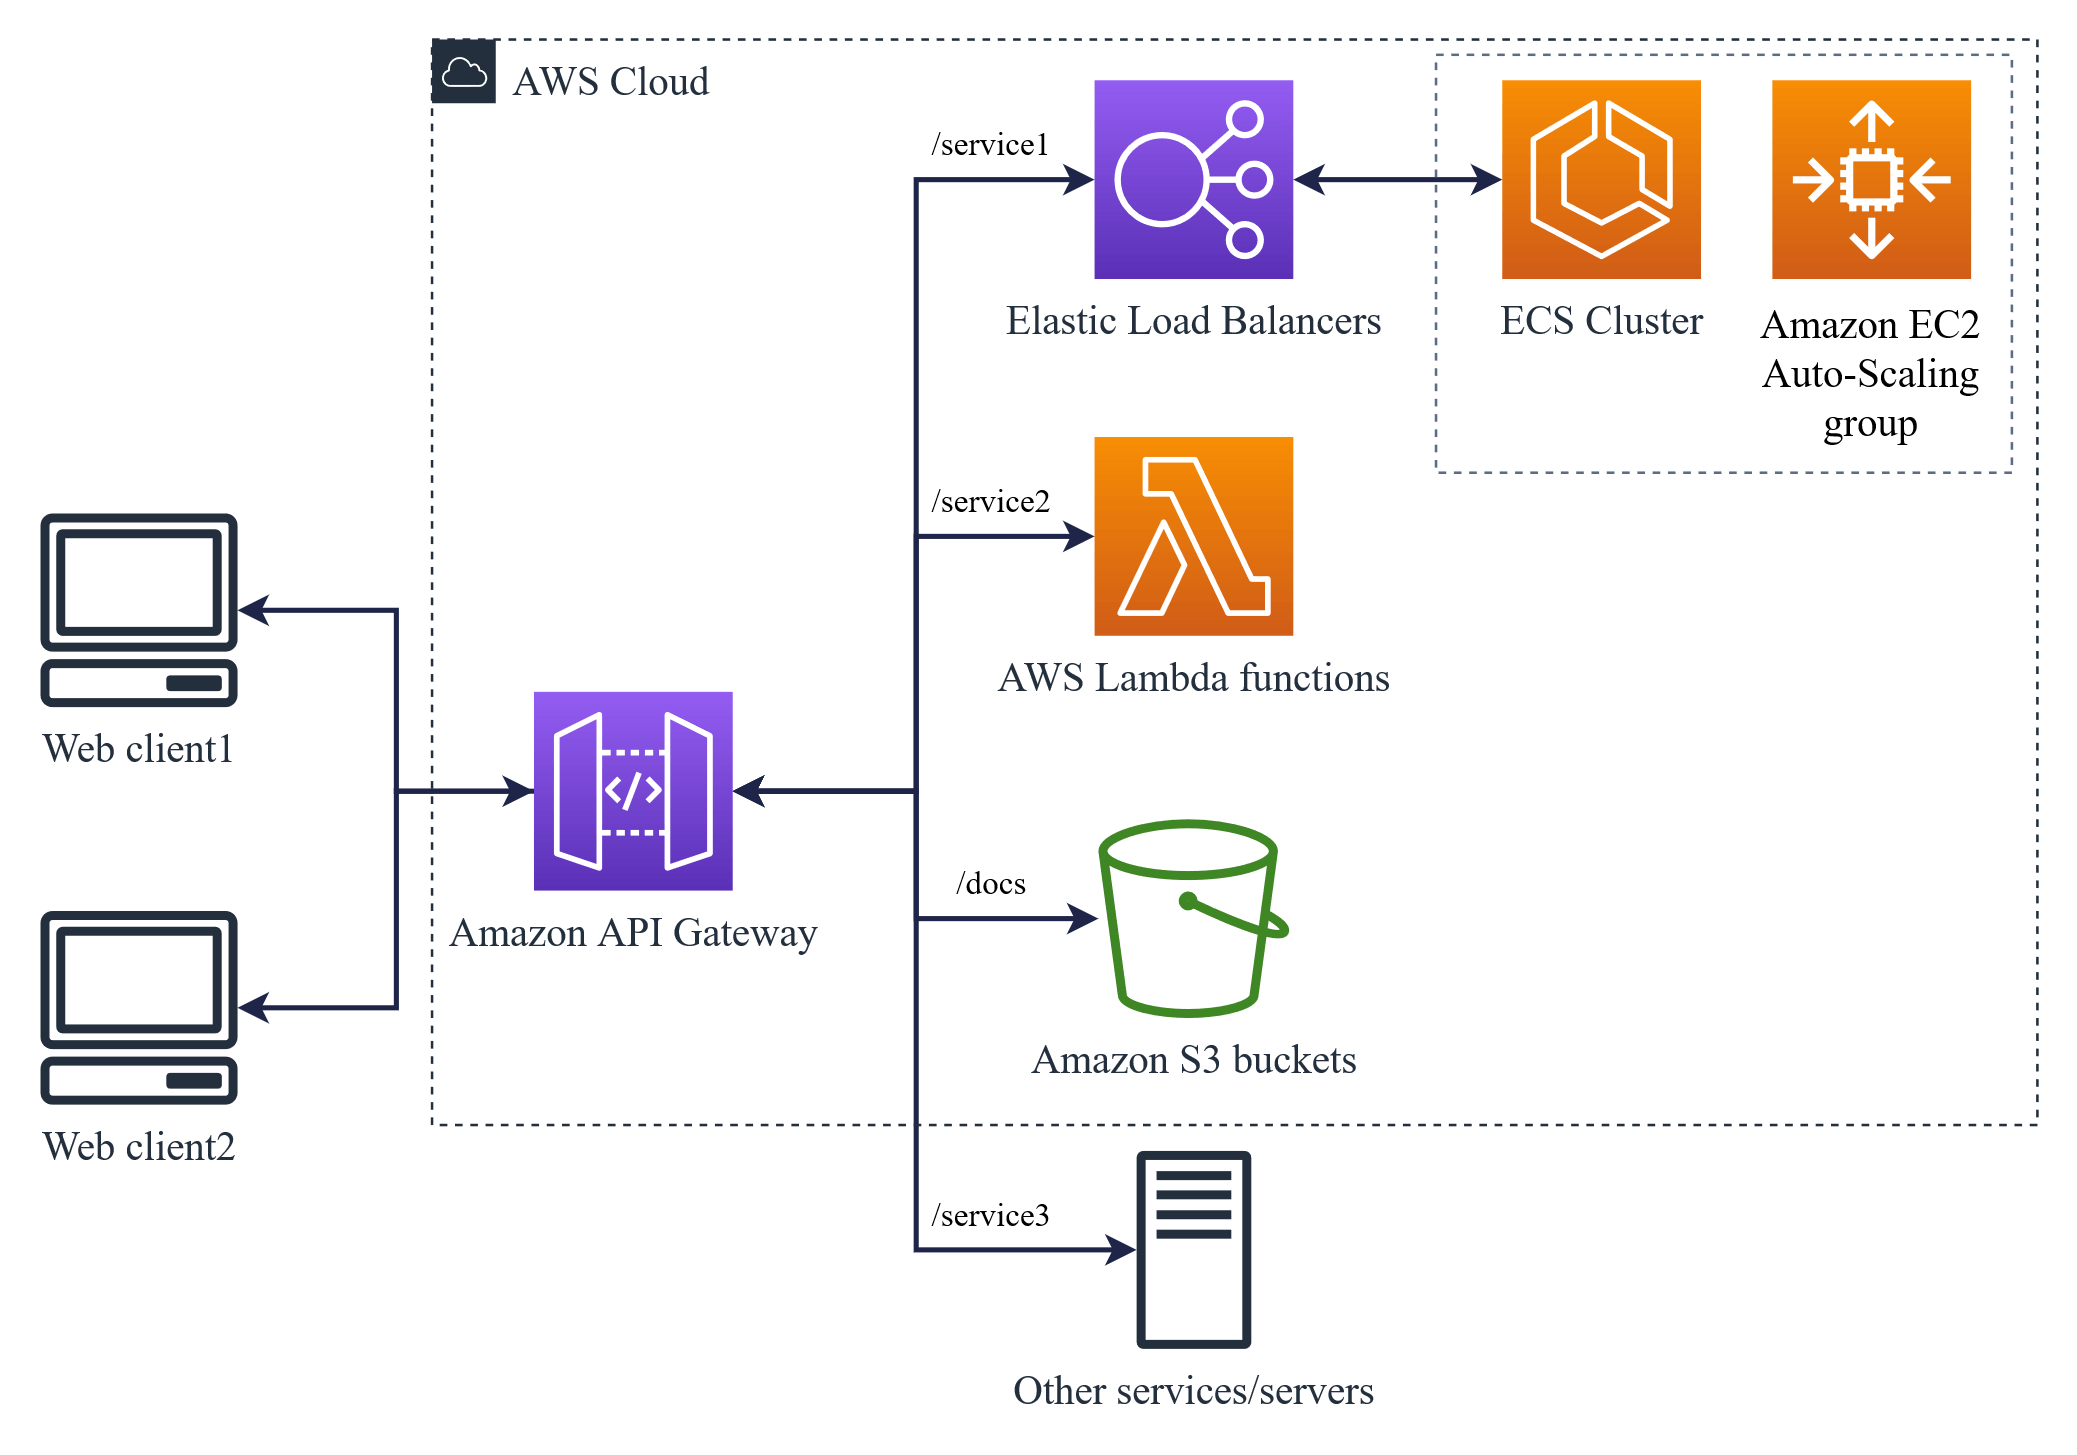 AWS Cloud
/service1
Elastic Load Balancers
ECS Cluster
Amazon EC2
Auto-Scaling
group
/service2
AWS Lambda functions
Web client1
Amazon API Gateway
/docs
Amazon S3 buckets
Web client2
/service3
Other services/servers